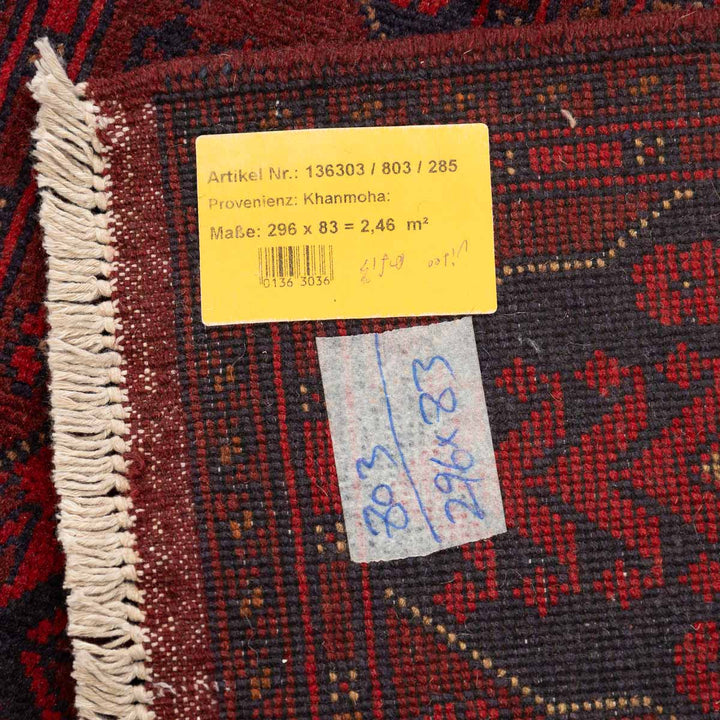 Artikel Nr.: 136303 / 803 / 285
Provenienz: Khanmoha:
Maße: 296 x 83 = 2,46 m²
0136 3036
803
296x83